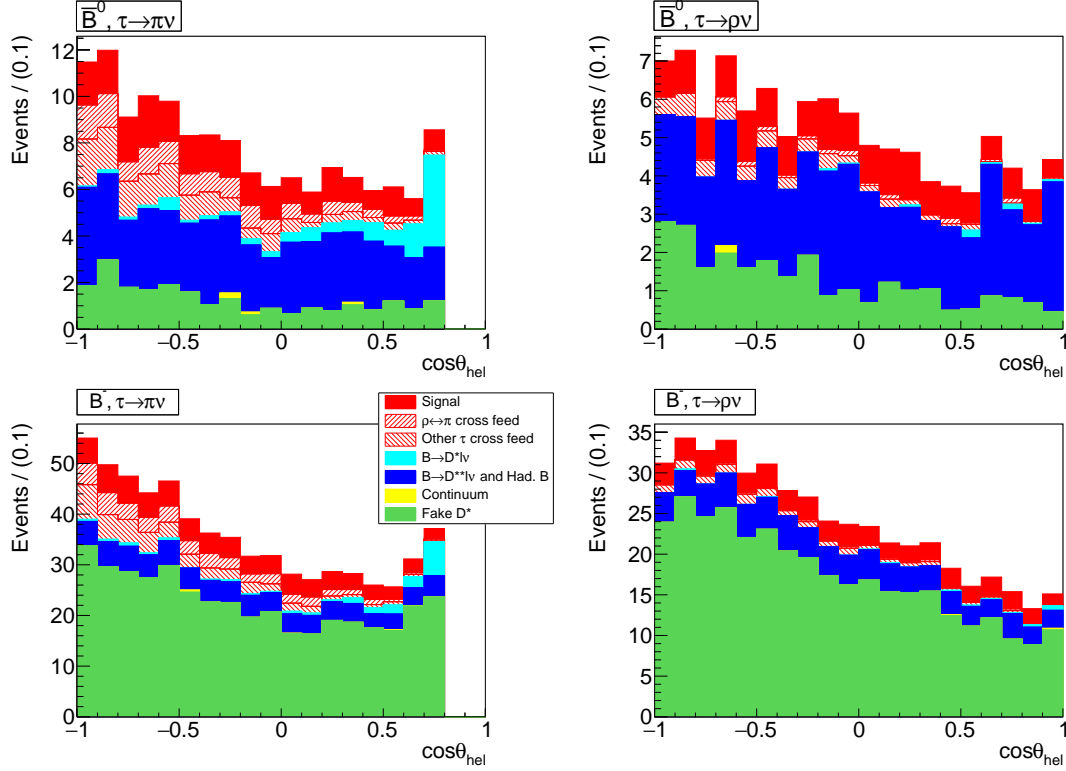 B̅⁰, τ→πν
Events / (0.1)
12
10
8
6
4
2
0
−1 −0.5 0 0.5 1
cosθhel
B̅⁰, τ→ρν
Events / (0.1)
7
6
5
4
3
2
1
0
−1 −0.5 0 0.5 1
cosθhel
B⁻, τ→πν
Events / (0.1)
50
40
30
20
10
0
−1 −0.5 0 0.5 1
cosθhel
Signal
ρ↔π cross feed
Other τ cross feed
B→D*lν
B→D**lν and Had. B
Continuum
Fake D*
B⁻, τ→ρν
Events / (0.1)
35
30
25
20
15
10
5
0
−1 −0.5 0 0.5 1
cosθhel